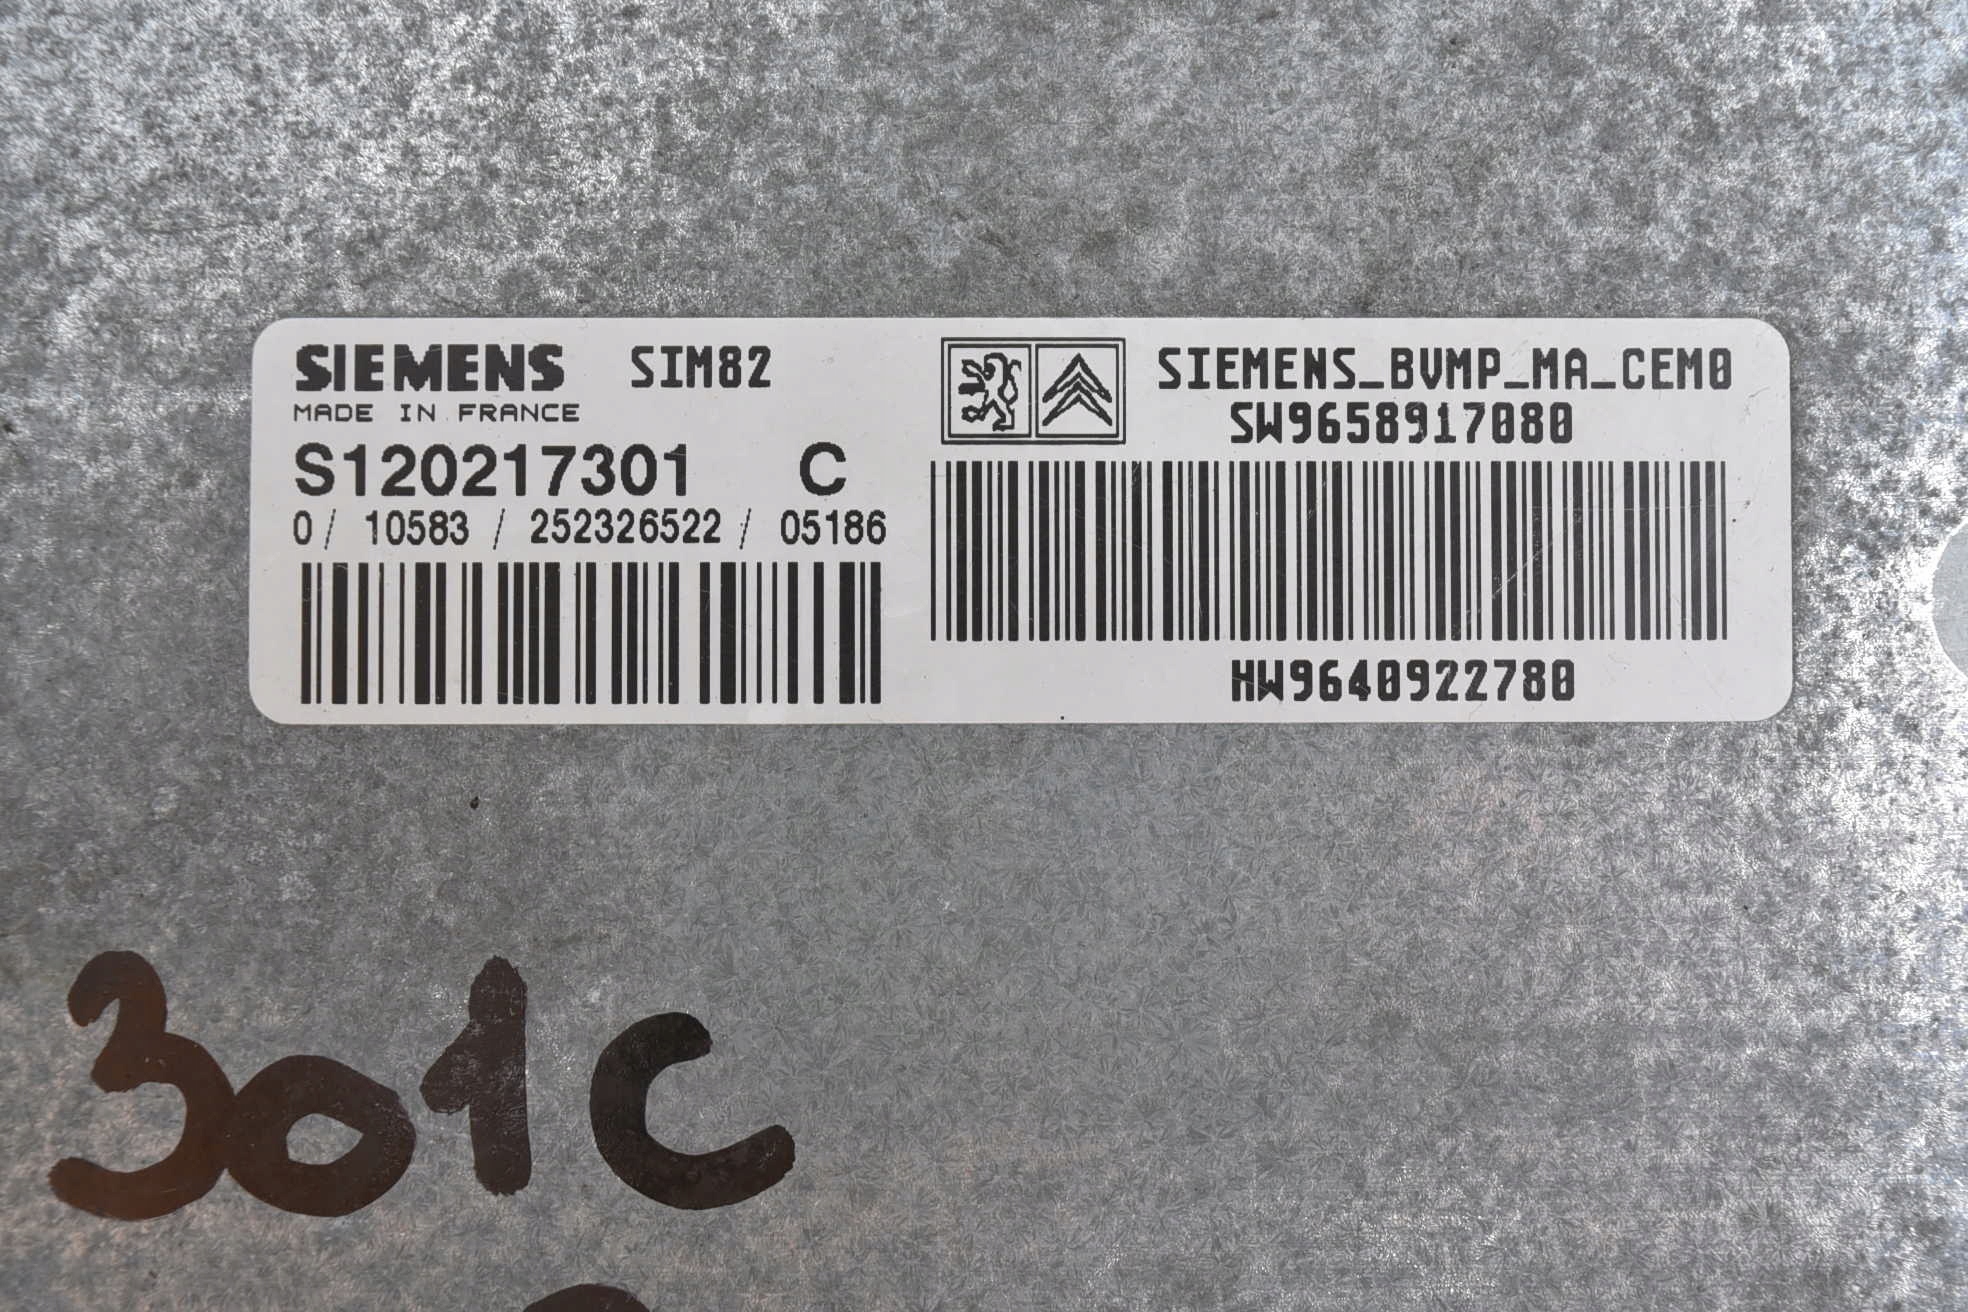 SIEMENS SIM82
MADE IN FRANCE
S120217301 C
0 / 10583 / 252326522 / 05186
SIEMENS_BVMP_MA_CEM0
SW9658917080
HW9640922780
301C